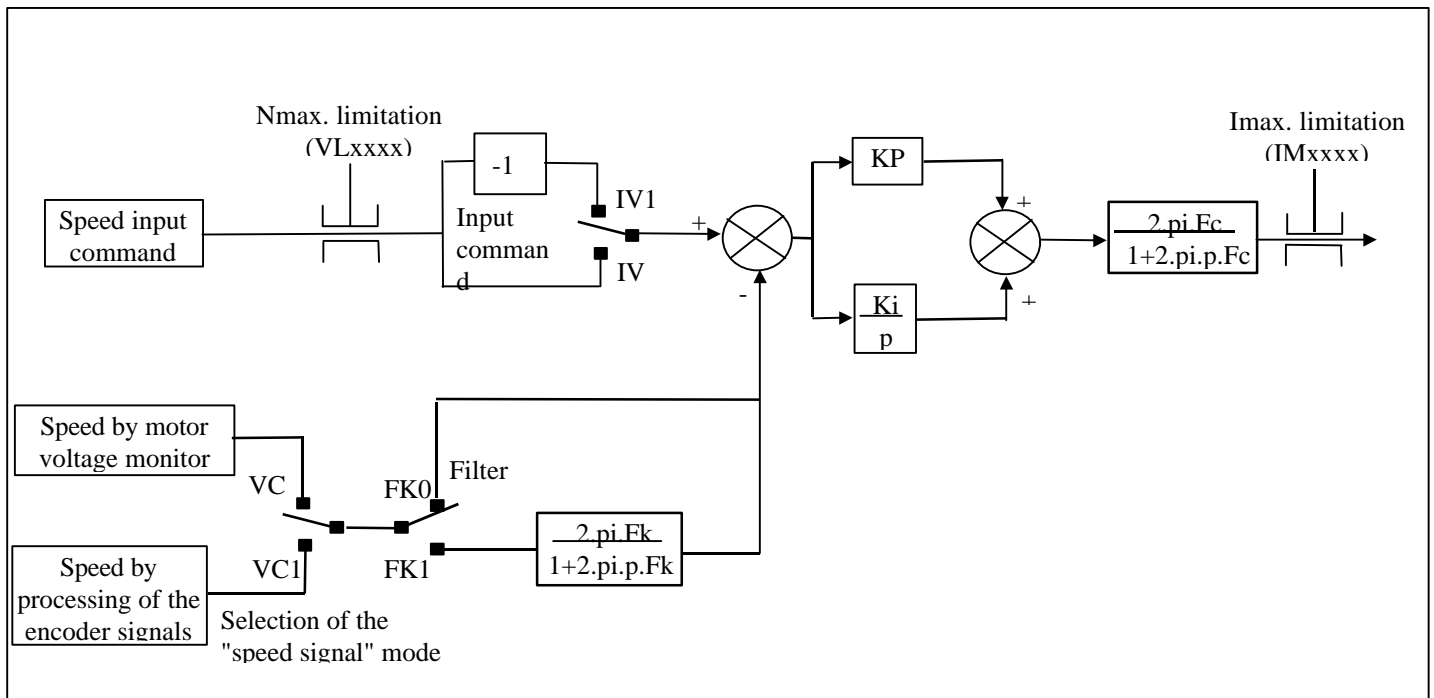 Nmax. limitation
(VLxxxx)
Imax. limitation
(IMxxxx)
-1
KP
IV1
Speed input
command
Input
comman
d
+
+
2.pi.Fc
1+2.pi.p.Fc
IV
-
Ki
p
+
Speed by motor
voltage monitor
Filter
VC
FK0
2.pi.Fk
1+2.pi.p.Fk
VC1
FK1
Speed by
processing of the
encoder signals
Selection of the
"speed signal" mode